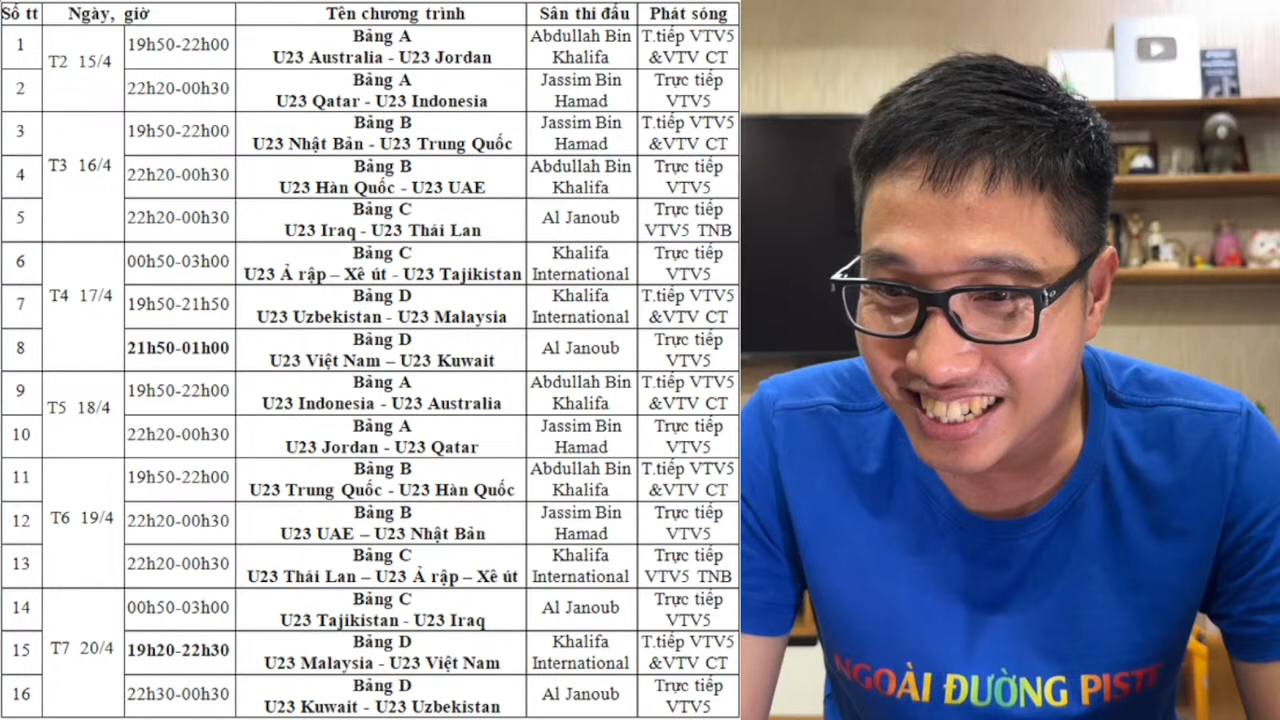 Số tt Ngày, giờ Tên chương trình Sân thi đấu Phát sóng
1 T2 15/4 19h50-22h00 Bảng A Abdullah Bin T.tiếp VTV5
U23 Australia - U23 Jordan Khalifa &VTV CT
2 22h20-00h30 Bảng A Jassim Bin Trực tiếp
U23 Qatar - U23 Indonesia Hamad VTV5
3 T3 16/4 19h50-22h00 Bảng B Jassim Bin T.tiếp VTV5
U23 Nhật Bản - U23 Trung Quốc Hamad &VTV CT
4 22h20-00h30 Bảng B Abdullah Bin Trực tiếp
U23 Hàn Quốc - U23 UAE Khalifa VTV5
5 22h20-00h30 Bảng C Al Janoub Trực tiếp
U23 Iraq - U23 Thái Lan VTV5 TNB
6 T4 17/4 00h50-03h00 Bảng C Khalifa Trực tiếp
U23 Ả rập – Xê út - U23 Tajikistan International VTV5
7 19h50-21h50 Bảng D Khalifa T.tiếp VTV5
U23 Uzbekistan - U23 Malaysia International &VTV CT
8 21h50-01h00 Bảng D Al Janoub Trực tiếp
U23 Việt Nam – U23 Kuwait VTV5
9 T5 18/4 19h50-22h00 Bảng A Abdullah Bin T.tiếp VTV5
U23 Indonesia - U23 Australia Khalifa &VTV CT
10 22h20-00h30 Bảng A Jassim Bin Trực tiếp
U23 Jordan - U23 Qatar Hamad VTV5
11 T6 19/4 19h50-22h00 Bảng B Abdullah Bin T.tiếp VTV5
U23 Trung Quốc - U23 Hàn Quốc Khalifa &VTV CT
12 22h20-00h30 Bảng B Jassim Bin Trực tiếp
U23 UAE – U23 Nhật Bản Hamad VTV5
13 22h20-00h30 Bảng C Khalifa Trực tiếp
U23 Thái Lan – U23 Ả rập – Xê út International VTV5 TNB
14 T7 20/4 00h50-03h00 Bảng C Al Janoub Trực tiếp
U23 Tajikistan - U23 Iraq VTV5
15 19h20-22h30 Bảng D Khalifa T.tiếp VTV5
U23 Malaysia - U23 Việt Nam International &VTV CT
16 22h30-00h30 Bảng D Al Janoub Trực tiếp
U23 Kuwait - U23 Uzbekistan VTV5
NGOÀI ĐƯỜNG PISTE